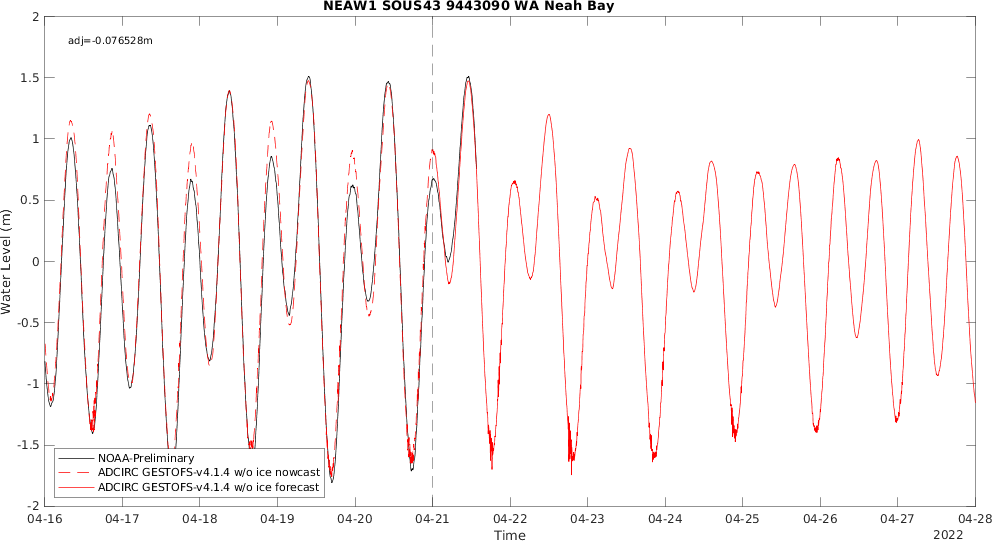 NEAW1 SOUS43 9443090 WA Neah Bay
adj=-0.076528m
Water Level (m)
2
1.5
1
0.5
0
-0.5
-1
-1.5
-2
NOAA-Preliminary
ADCIRC GESTOFS-v4.1.4 w/o ice nowcast
ADCIRC GESTOFS-v4.1.4 w/o ice forecast
04-16 04-17 04-18 04-19 04-20 04-21 04-22 04-23 04-24 04-25 04-26 04-27 04-28
Time
2022